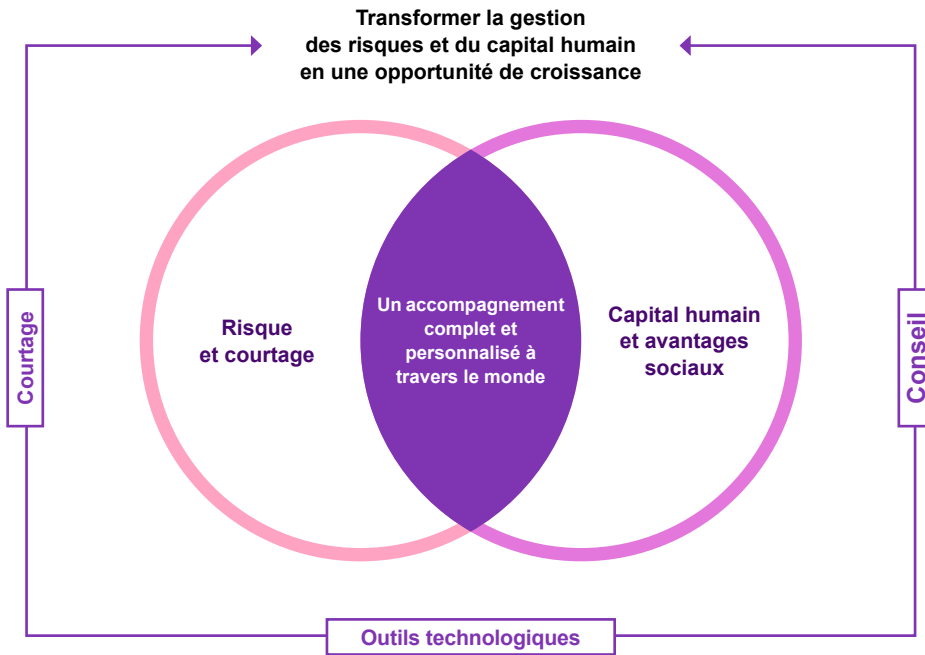 Transformer la gestion
des risques et du capital humain
en une opportunité de croissance
Courtage
Risque
et courtage
Un accompagnement
complet et
personnalisé à
travers le monde
Capital humain
et avantages
sociaux
Conseil
Outils technologiques